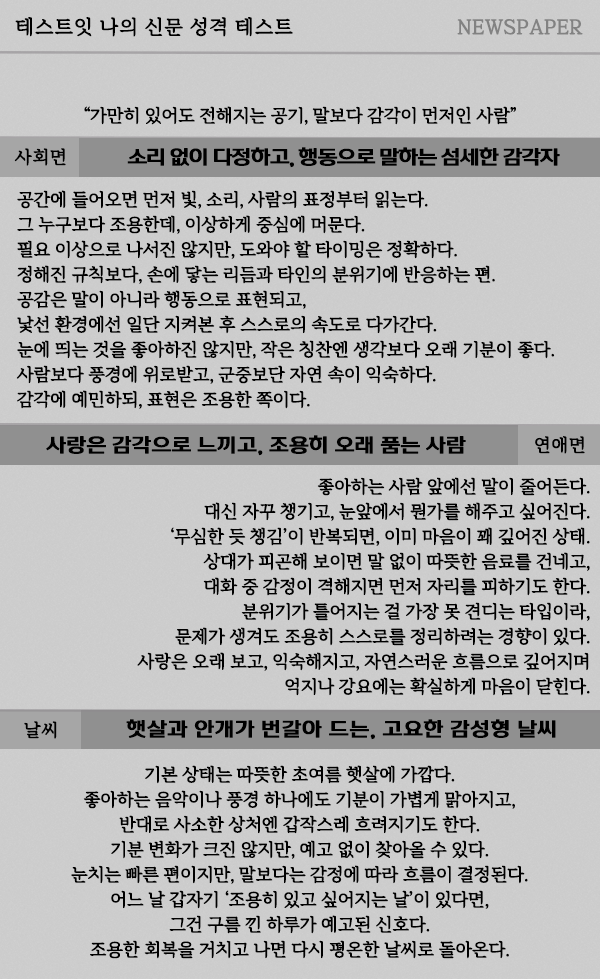 테스트잇 나의 신문 성격 테스트
NEWSPAPER
“가만히 있어도 전해지는 공기, 말보다 감각이 먼저인 사람”
사회면
소리 없이 다정하고, 행동으로 말하는 섬세한 감각자
공간에 들어오면 먼저 빛, 소리, 사람의 표정부터 읽는다.
그 누구보다 조용한데, 이상하게 중심에 머문다.
필요 이상으로 나서진 않지만, 도와야 할 타이밍은 정확하다.
정해진 규칙보다, 손에 닿는 리듬과 타인의 분위기에 반응하는 편.
공감은 말이 아니라 행동으로 표현되고,
낯선 환경에선 일단 지켜본 후 스스로의 속도로 다가간다.
눈에 띄는 것을 좋아하진 않지만, 작은 칭찬엔 생각보다 오래 기분이 좋다.
사람보다 풍경에 위로받고, 군중보단 자연 속이 익숙하다.
감각에 예민하되, 표현은 조용한 쪽이다.
사랑은 감각으로 느끼고, 조용히 오래 품는 사람
연애면
좋아하는 사람 앞에선 말이 줄어든다.
대신 자꾸 챙기고, 눈앞에서 뭔가를 해주고 싶어진다.
‘무심한 듯 챙김’이 반복되면, 이미 마음이 꽤 깊어진 상태.
상대가 피곤해 보이면 말 없이 따뜻한 음료를 건네고,
대화 중 감정이 격해지면 먼저 자리를 피하기도 한다.
분위기가 틀어지는 걸 가장 못 견디는 타입이라,
문제가 생겨도 조용히 스스로를 정리하려는 경향이 있다.
사랑은 오래 보고, 익숙해지고, 자연스러운 흐름으로 깊어지며
억지나 강요에는 확실하게 마음이 닫힌다.
날씨
햇살과 안개가 번갈아 드는, 고요한 감성형 날씨
기본 상태는 따뜻한 초여름 햇살에 가깝다.
좋아하는 음악이나 풍경 하나에도 기분이 가볍게 맑아지고,
반대로 사소한 상처엔 갑작스레 흐려지기도 한다.
기분 변화가 크진 않지만, 예고 없이 찾아올 수 있다.
눈치는 빠른 편이지만, 말보다는 감정에 따라 흐름이 결정된다.
어느 날 갑자기 ‘조용히 있고 싶어지는 날’이 있다면,
그건 구름 낀 하루가 예고된 신호다.
조용한 회복을 거치고 나면 다시 평온한 날씨로 돌아온다.